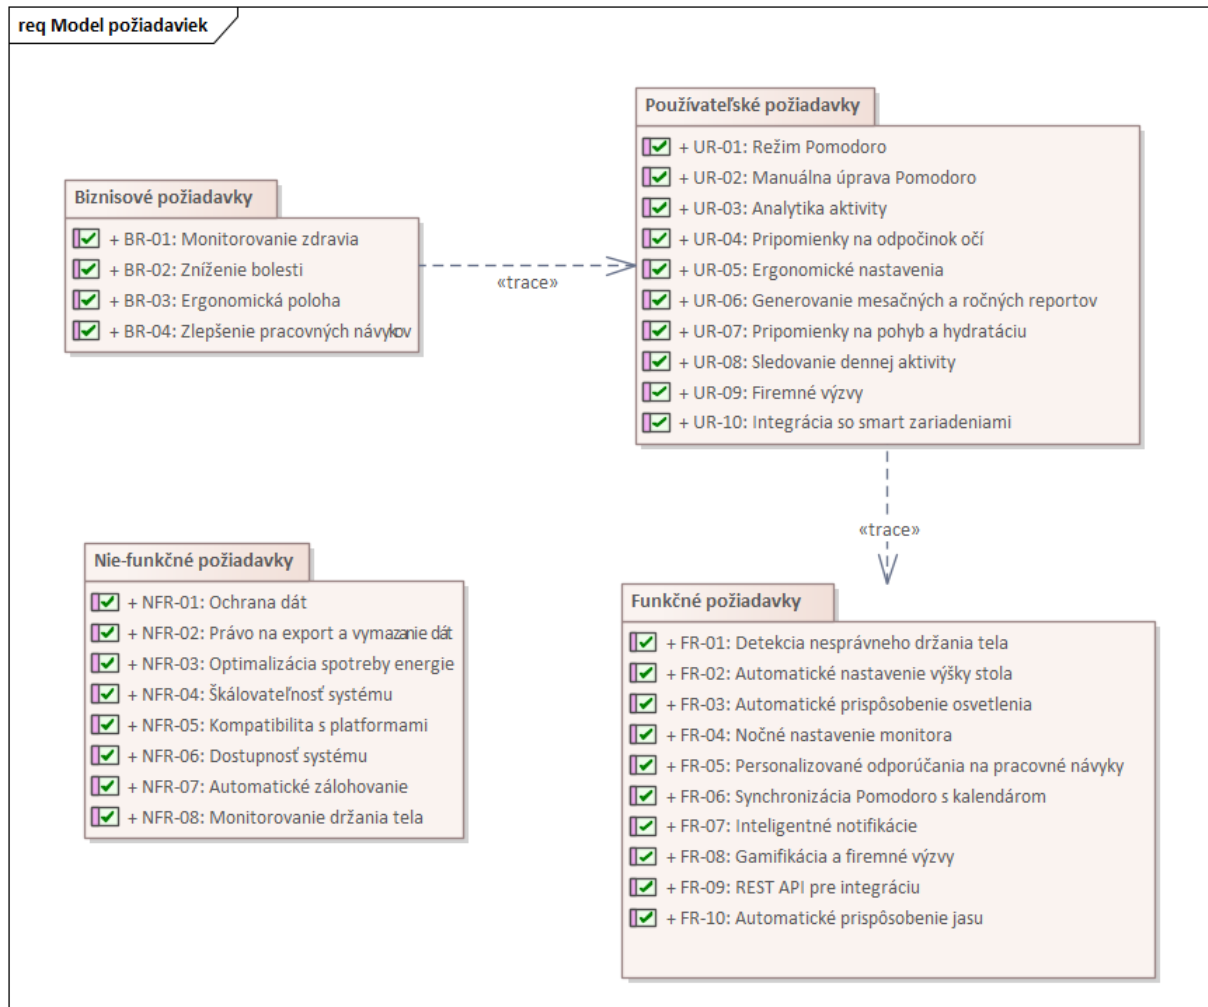 req Model požiadaviek
Biznisové požiadavky
+ BR-01: Monitorovanie zdravia
+ BR-02: Zníženie bolesti
+ BR-03: Ergonomická poloha
+ BR-04: Zlepšenie pracovných návykov
«trace»
Používateľské požiadavky
+ UR-01: Režim Pomodoro
+ UR-02: Manuálna úprava Pomodoro
+ UR-03: Analytika aktivity
+ UR-04: Pripomienky na odpočinok očí
+ UR-05: Ergonomické nastavenia
+ UR-06: Generovanie mesačných a ročných reportov
+ UR-07: Pripomienky na pohyb a hydratáciu
+ UR-08: Sledovanie dennej aktivity
+ UR-09: Firemné výzvy
+ UR-10: Integrácia so smart zariadeniami
«trace»
Nie-funkčné požiadavky
+ NFR-01: Ochrana dát
+ NFR-02: Právo na export a vymazanie dát
+ NFR-03: Optimalizácia spotreby energie
+ NFR-04: Škálovateľnosť systému
+ NFR-05: Kompatibilita s platformami
+ NFR-06: Dostupnosť systému
+ NFR-07: Automatické zálohovanie
+ NFR-08: Monitorovanie držania tela
Funkčné požiadavky
+ FR-01: Detekcia nesprávneho držania tela
+ FR-02: Automatické nastavenie výšky stola
+ FR-03: Automatické prispôsobenie osvetlenia
+ FR-04: Nočné nastavenie monitora
+ FR-05: Personalizované odporúčania na pracovné návyky
+ FR-06: Synchronizácia Pomodoro s kalendárom
+ FR-07: Inteligentné notifikácie
+ FR-08: Gamifikácia a firemné výzvy
+ FR-09: REST API pre integráciu
+ FR-10: Automatické prispôsobenie jasu